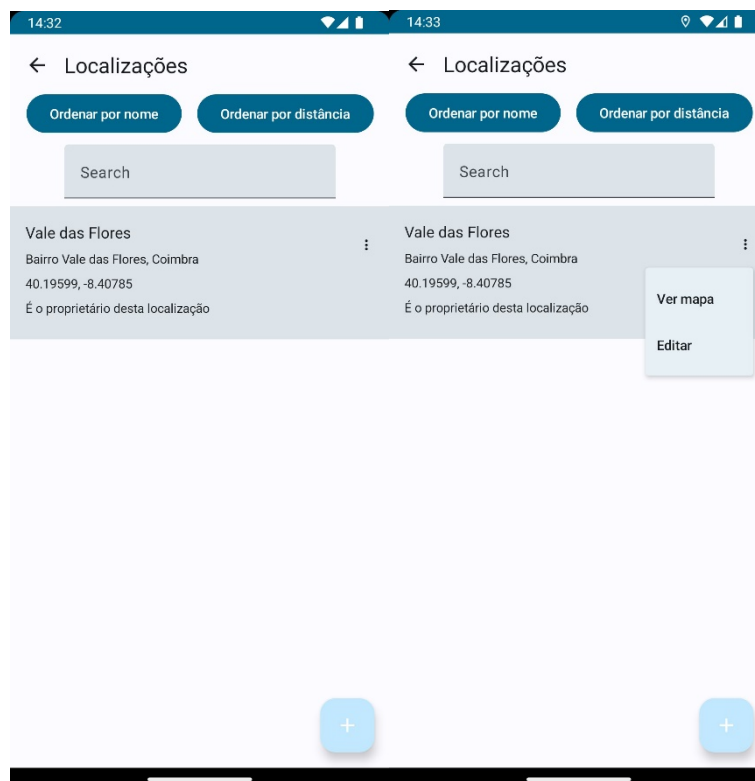 14:32
Localizações
Ordenar por nome
Ordenar por distância
Search
Vale das Flores
Bairro Vale das Flores, Coimbra
40.19599, -8.40785
É o proprietário desta localização
+
14:33
Localizações
Ordenar por nome
Ordenar por distância
Search
Vale das Flores
Bairro Vale das Flores, Coimbra
40.19599, -8.40785
É o proprietário desta localização
Ver mapa
Editar
+